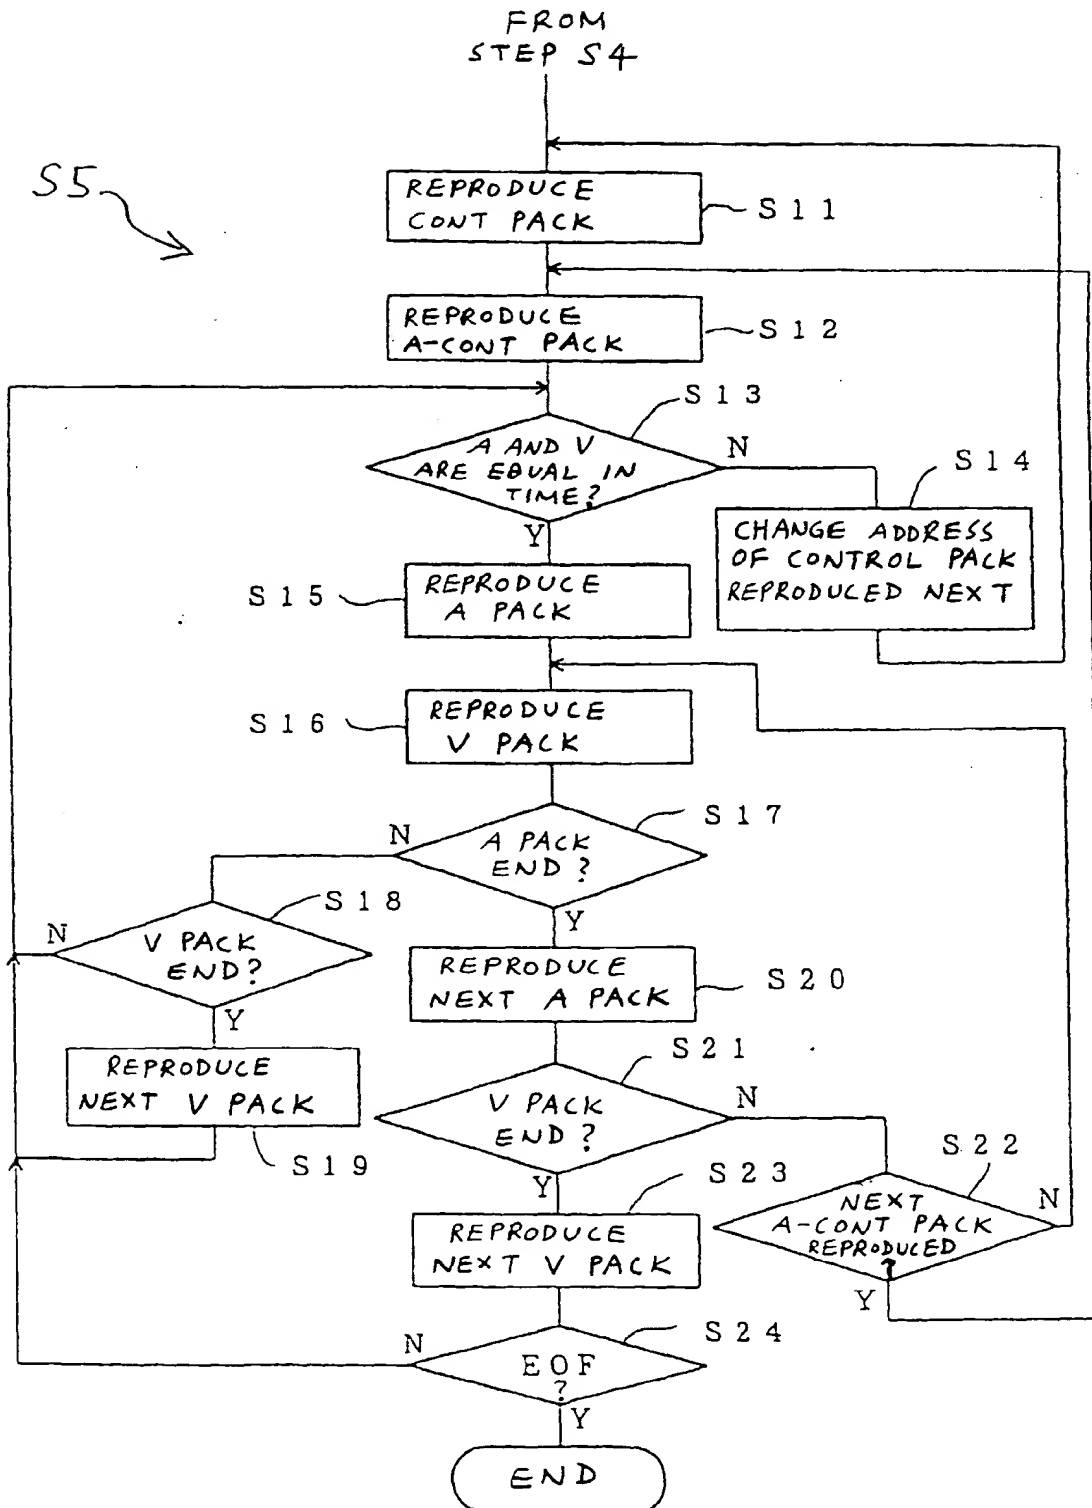 FROM
STEP S4
S5
REPRODUCE
CONT PACK
S11
REPRODUCE
A-CONT PACK
S12
S13
A AND V
ARE EQUAL IN
TIME?
N
Y
S14
CHANGE ADDRESS
OF CONTROL PACK
REPRODUCED NEXT
S15
REPRODUCE
A PACK
S16
REPRODUCE
V PACK
S17
A PACK
END?
N
Y
S18
V PACK
END?
N
Y
REPRODUCE
NEXT V PACK
S19
REPRODUCE
NEXT A PACK
S20
S21
V PACK
END?
N
Y
S22
NEXT
A-CONT PACK
REPRODUCED
?
N
Y
S23
REPRODUCE
NEXT V PACK
S24
EOF
?
N
Y
END